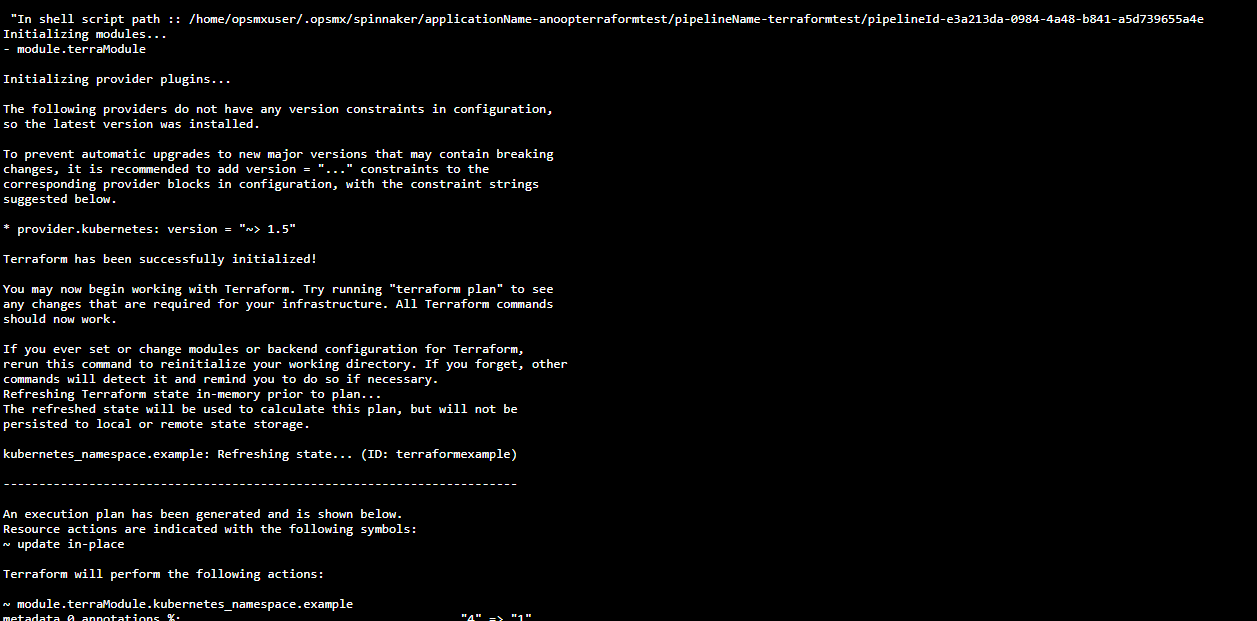 "In shell script path :: /home/opsmxuser/.opsmx/spinnaker/applicationName-anoopterraformtest/pipelineName-terraformtest/pipelineId-e3a213da-0984-4a48-b841-a5d739655a4e
Initializing modules...
- module.terraModule
Initializing provider plugins...
The following providers do not have any version constraints in configuration,
so the latest version was installed.
To prevent automatic upgrades to new major versions that may contain breaking
changes, it is recommended to add version = "..." constraints to the
corresponding provider blocks in configuration, with the constraint strings
suggested below.
* provider.kubernetes: version = "~> 1.5"
Terraform has been successfully initialized!
You may now begin working with Terraform. Try running "terraform plan" to see
any changes that are required for your infrastructure. All Terraform commands
should now work.
If you ever set or change modules or backend configuration for Terraform,
rerun this command to reinitialize your working directory. If you forget, other
commands will detect it and remind you to do so if necessary.
Refreshing Terraform state in-memory prior to plan...
The refreshed state will be used to calculate this plan, but will not be
persisted to local or remote state storage.
kubernetes_namespace.example: Refreshing state... (ID: terraformexample)
------------------------------------------------------------------------
An execution plan has been generated and is shown below.
Resource actions are indicated with the following symbols:
~ update in-place
Terraform will perform the following actions:
~ module.terraModule.kubernetes_namespace.example
metadata.0.annotations.%: "4" => "1"